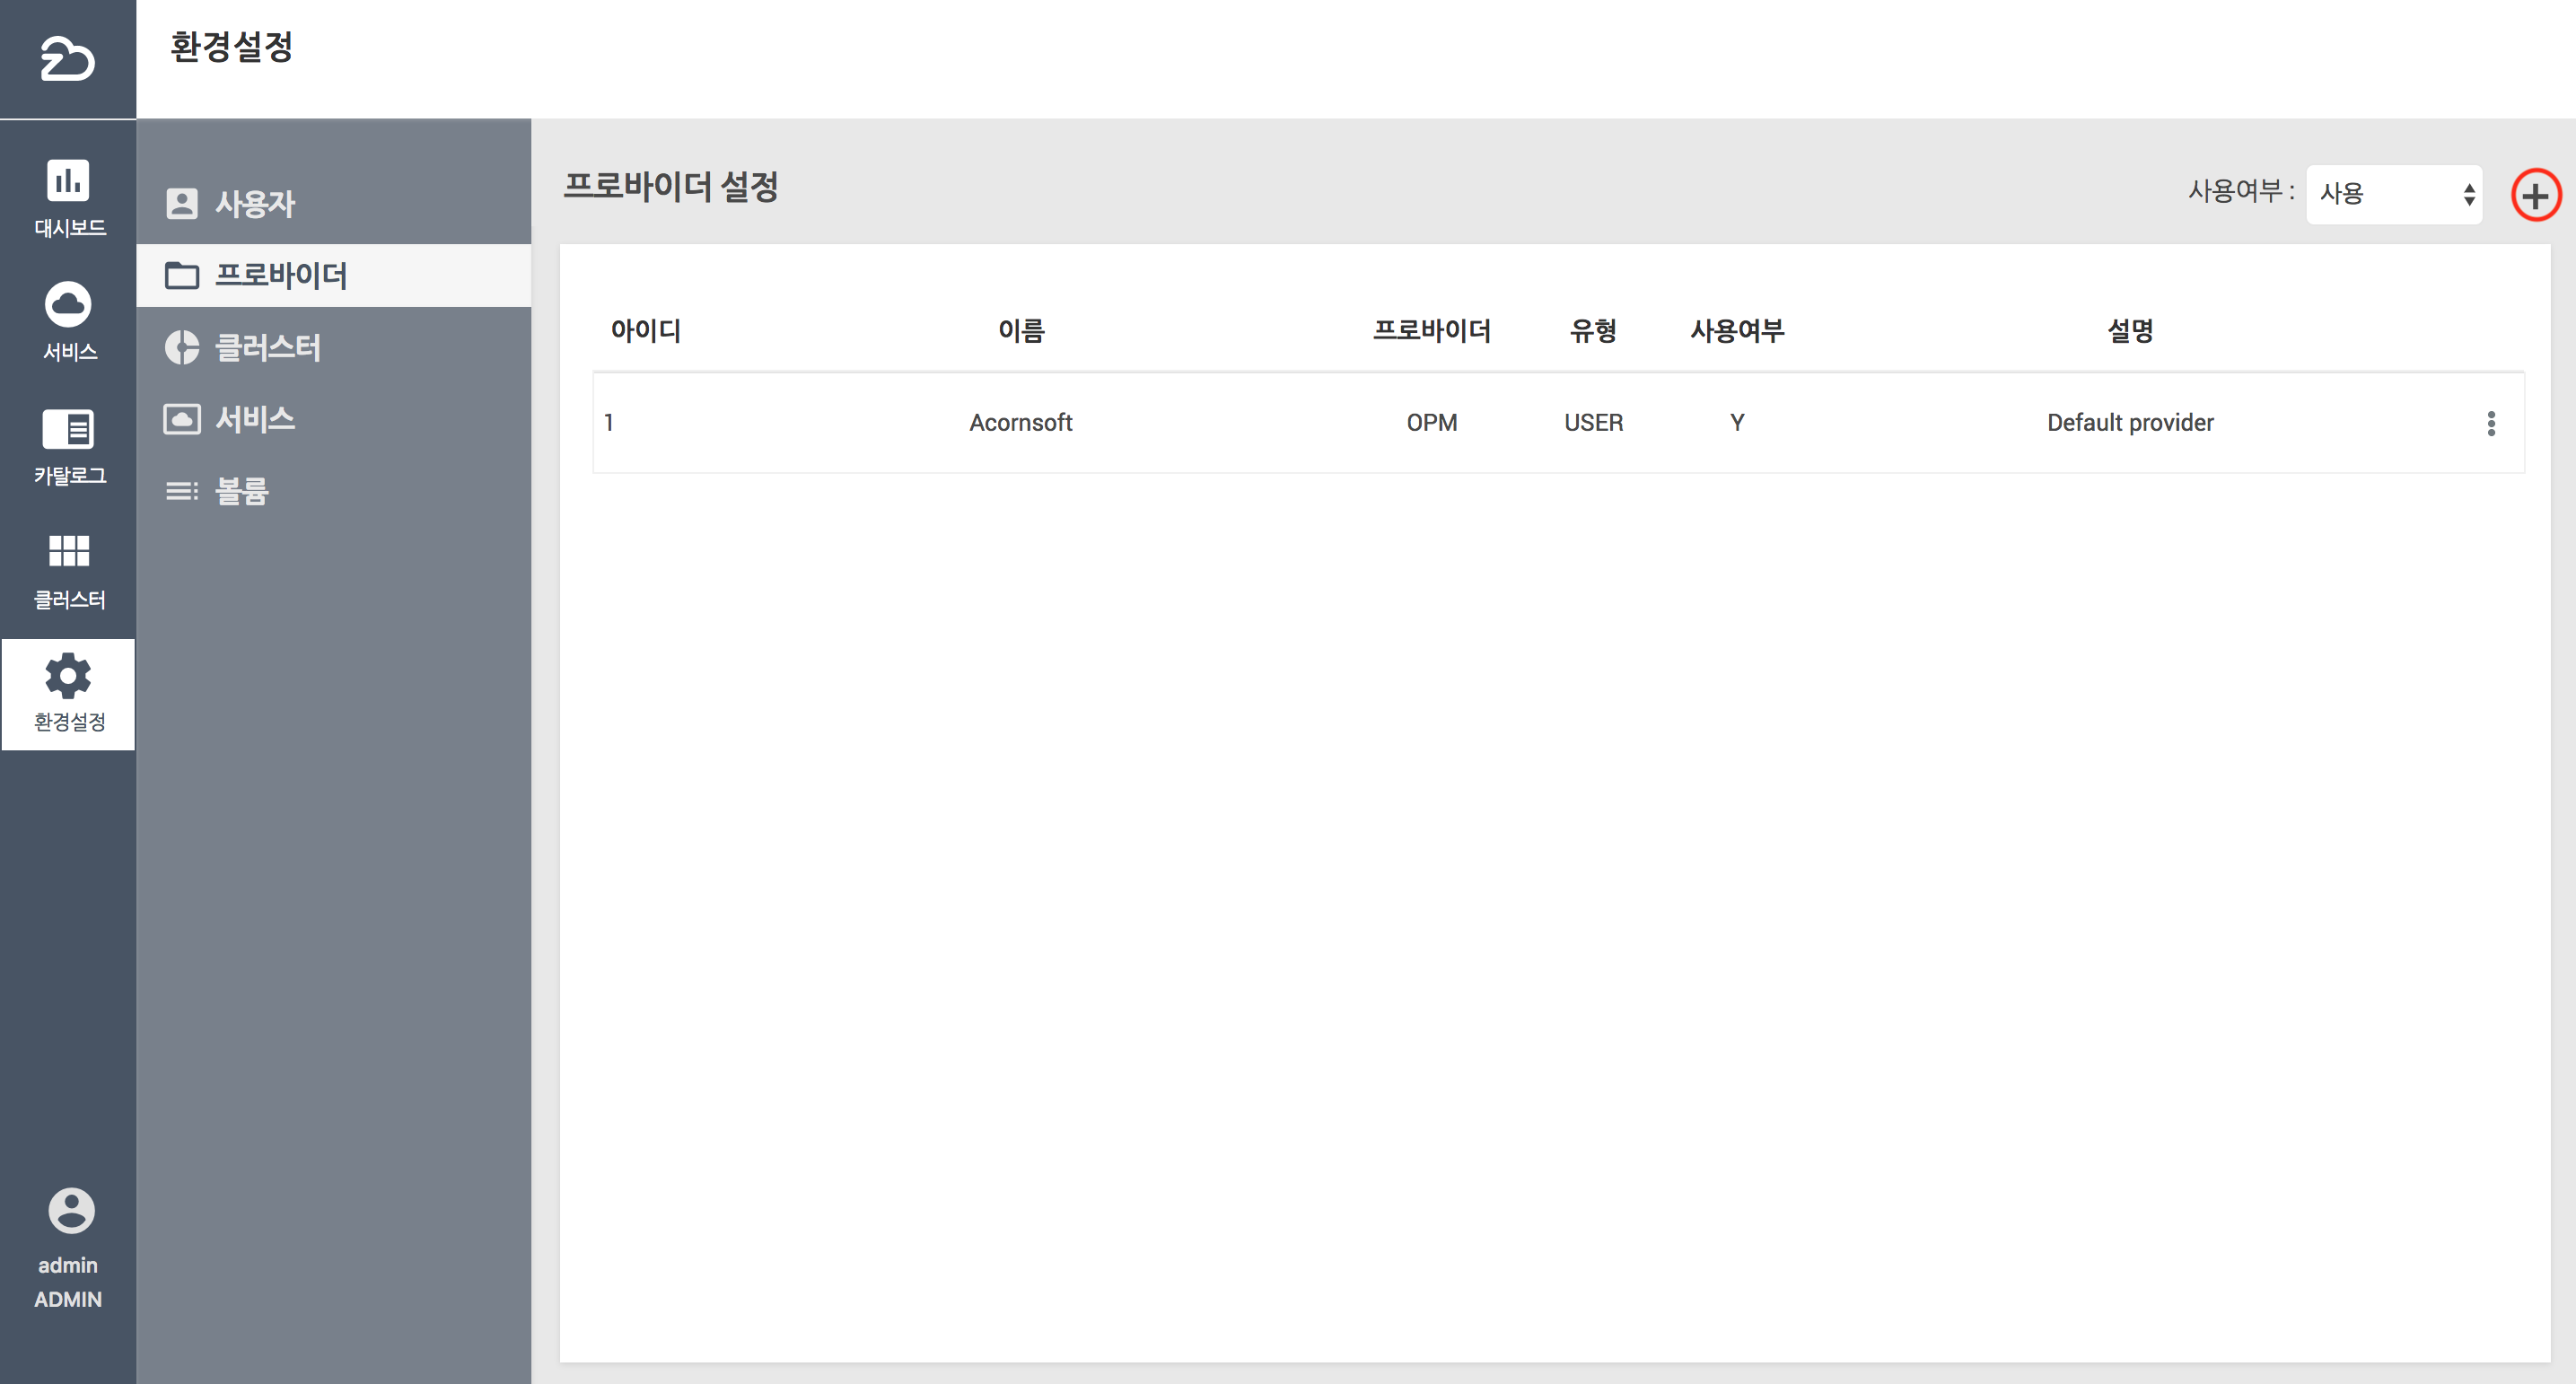 환경설정
대시보드
서비스
카탈로그
클러스터
환경설정
admin
ADMIN
사용자
프로바이더
클러스터
서비스
볼륨
프로바이더 설정
사용여부 : 사용
아이디 이름 프로바이더 유형 사용여부 설명
1 Acornsoft OPM USER Y Default provider